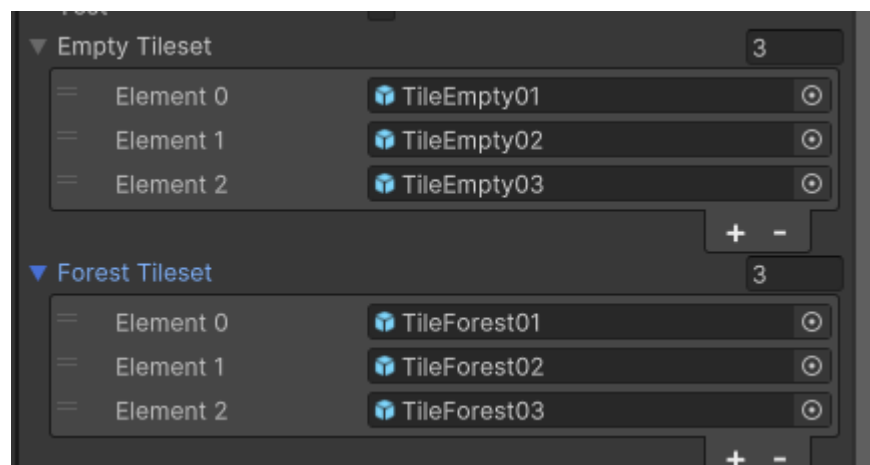 Empty Tileset 3
Element 0 TileEmpty01
Element 1 TileEmpty02
Element 2 TileEmpty03
+ -
Forest Tileset 3
Element 0 TileForest01
Element 1 TileForest02
Element 2 TileForest03
+ -